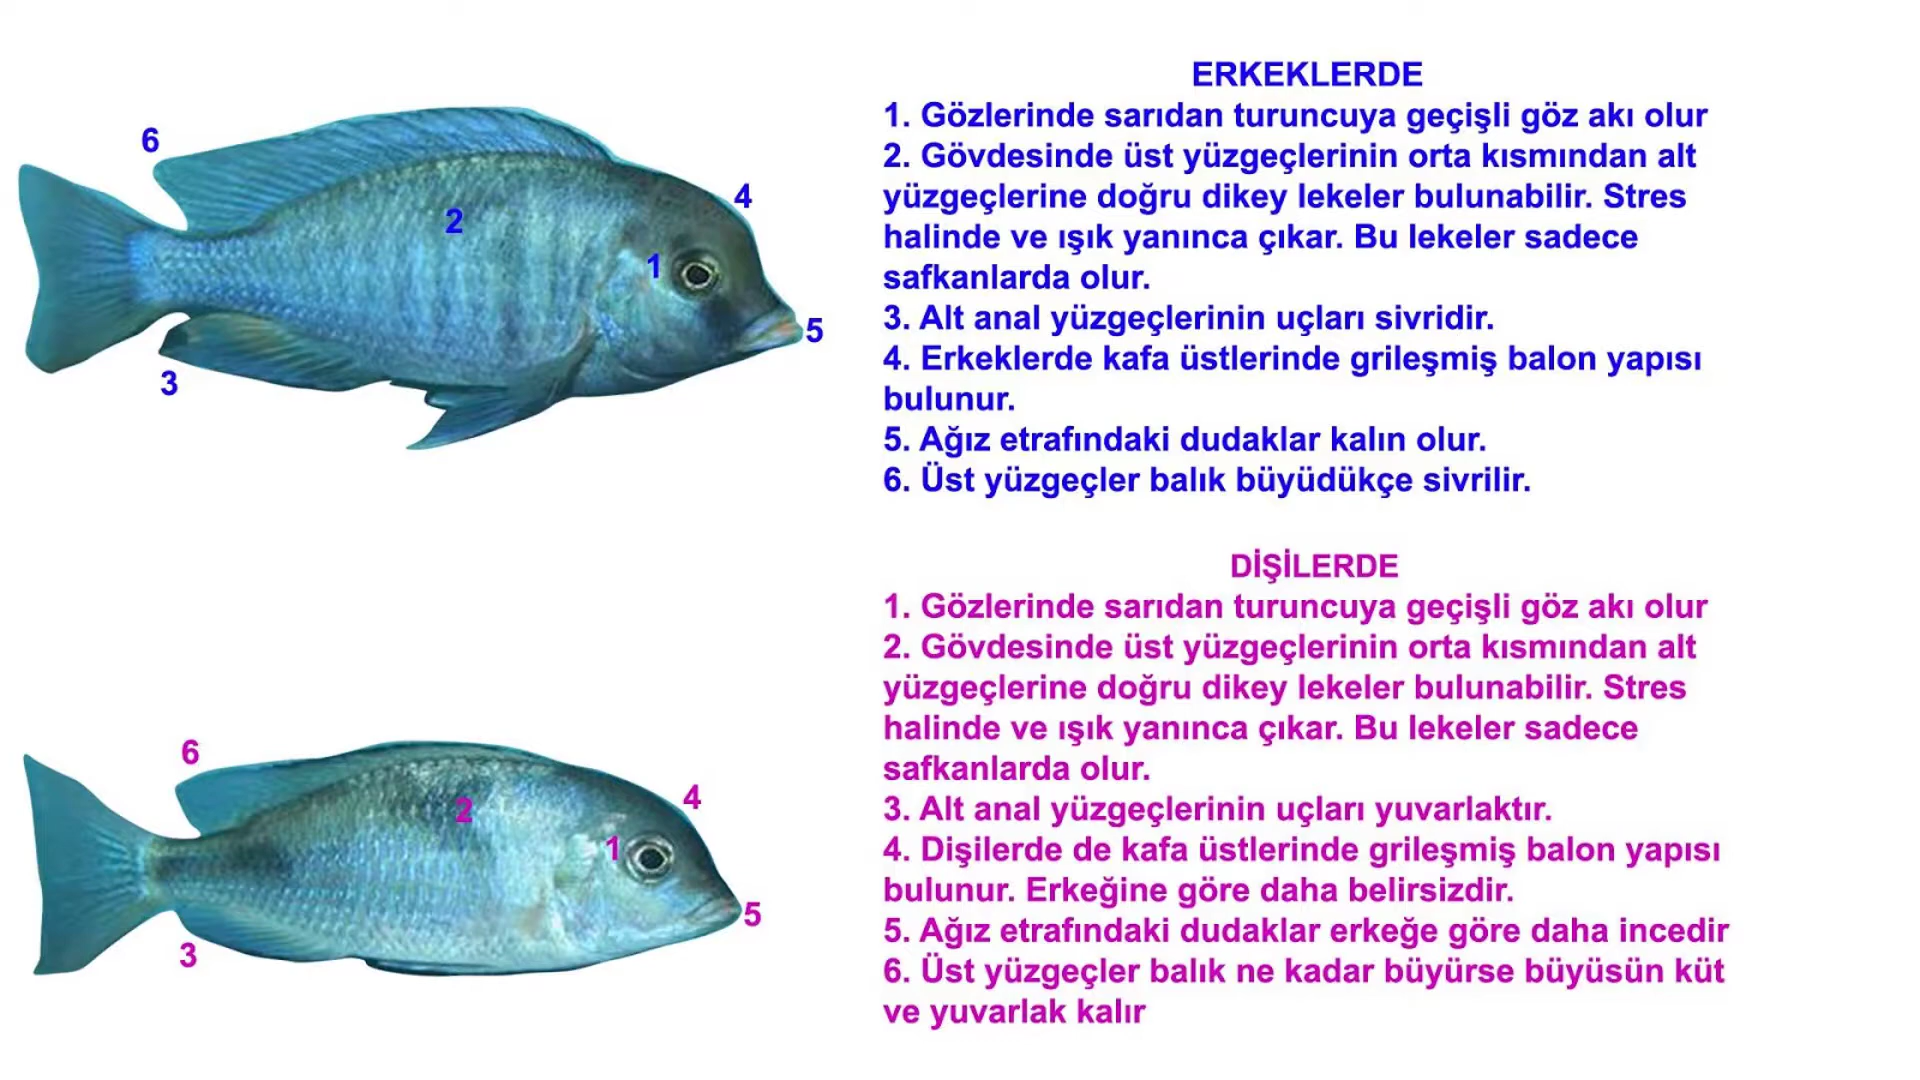 ERKEKLERDE
1. Gözlerinde sarıdan turuncuya geçişli göz akı olur
2. Gövdesinde üst yüzgeçlerinin orta kısmından alt
yüzgeçlerine doğru dikey lekeler bulunabilir. Stres
halinde ve ışık yanınca çıkar. Bu lekeler sadece
safkanlarda olur.
3. Alt anal yüzgeçlerinin uçları sivridir.
4. Erkeklerde kafa üstlerinde grileşmiş balon yapısı
bulunur.
5. Ağız etrafındaki dudaklar kalın olur.
6. Üst yüzgeçler balık büyüdükçe sivrilir.
6
4
2
1
5
3
DİŞİLERDE
1. Gözlerinde sarıdan turuncuya geçişli göz akı olur
2. Gövdesinde üst yüzgeçlerinin orta kısmından alt
yüzgeçlerine doğru dikey lekeler bulunabilir. Stres
halinde ve ışık yanınca çıkar. Bu lekeler sadece
safkanlarda olur.
3. Alt anal yüzgeçlerinin uçları yuvarlaktır.
4. Dişilerde de kafa üstlerinde grileşmiş balon yapısı
bulunur. Erkeğine göre daha belirsizdir.
5. Ağız etrafındaki dudaklar erkeğe göre daha incedir
6. Üst yüzgeçler balık ne kadar büyürse büyüsün küt
ve yuvarlak kalır
6
4
2
1
5
3